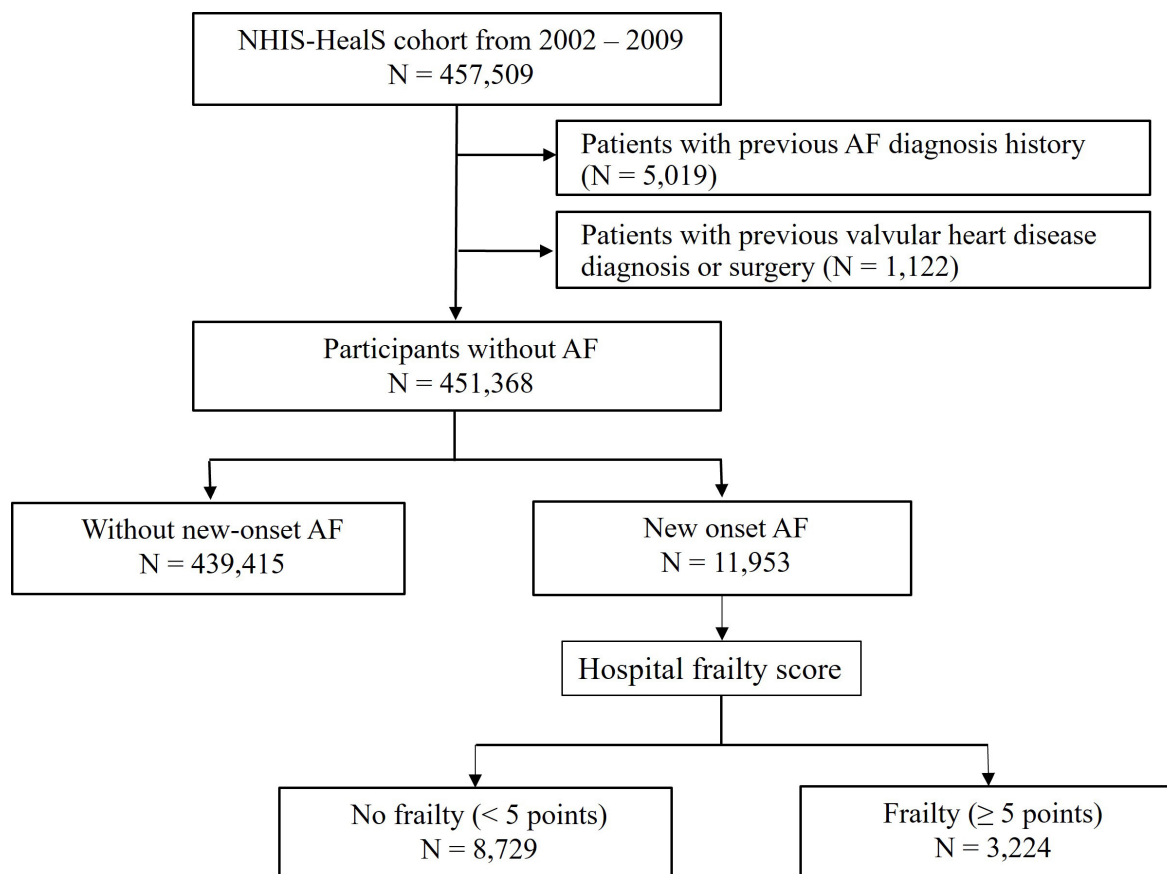 NHIS-HealS cohort from 2002 – 2009
N = 457,509
Patients with previous AF diagnosis history
(N = 5,019)
Patients with previous valvular heart disease
diagnosis or surgery (N = 1,122)
Participants without AF
N = 451,368
Without new-onset AF
N = 439,415
New onset AF
N = 11,953
Hospital frailty score
No frailty (< 5 points)
N = 8,729
Frailty (≥ 5 points)
N = 3,224